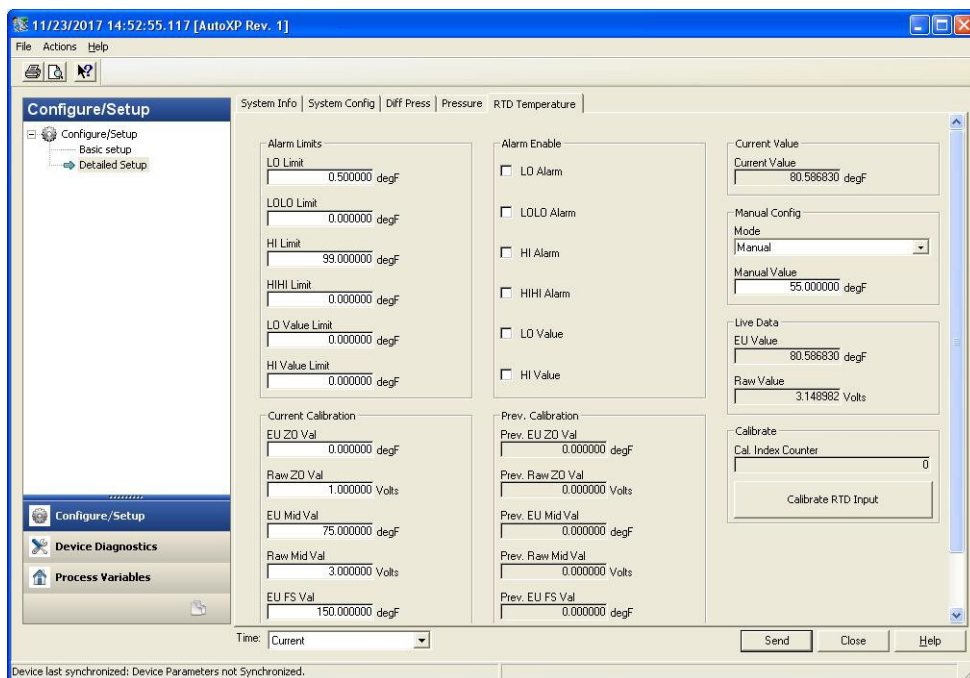 11/23/2017 14:52:55.117 [AutoXP Rev. 1]
File Actions Help
Configure/Setup
Configure/Setup
Basic setup
Detailed Setup
Configure/Setup
Device Diagnostics
Process Variables
System Info System Config Diff Press Pressure RTD Temperature
Alarm Limits
LO Limit
0.500000 degF
LOLO Limit
0.000000 degF
HI Limit
99.000000 degF
HIHI Limit
0.000000 degF
LO Value Limit
0.000000 degF
HI Value Limit
0.000000 degF
Alarm Enable
LO Alarm
LOLO Alarm
HI Alarm
HIHI Alarm
LO Value
HI Value
Current Value
Current Value
80.586830 degF
Manual Config
Mode
Manual
Manual Value
55.000000 degF
Live Data
EU Value
80.586830 degF
Raw Value
3.148982 Volts
Current Calibration
EU ZO Val
0.000000 degF
Raw ZO Val
1.000000 Volts
EU Mid Val
75.000000 degF
Raw Mid Val
3.000000 Volts
EU FS Val
150.000000 degF
Prev. Calibration
Prev. EU ZO Val
0.000000 degF
Prev. Raw ZO Val
0.000000 Volts
Prev. EU Mid Val
0.000000 degF
Prev. Raw Mid Val
0.000000 Volts
Prev. EU FS Val
0.000000 degF
Calibrate
Cal. Index Counter
0
Calibrate RTD Input
Time: Current
Send Close Help
Device last synchronized: Device Parameters not Synchronized.